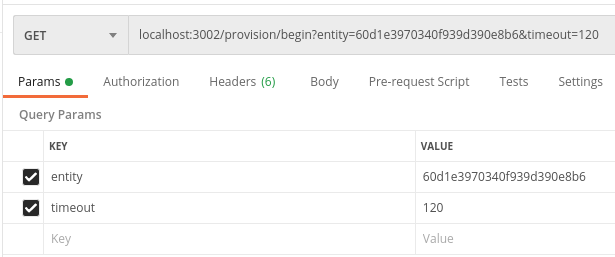 GET localhost:3002/provision/begin?entity=60d1e3970340f939d390e8b6&timeout=120
Params Authorization Headers (6) Body Pre-request Script Tests Settings
Query Params
KEY VALUE
entity 60d1e3970340f939d390e8b6
timeout 120
Key Value